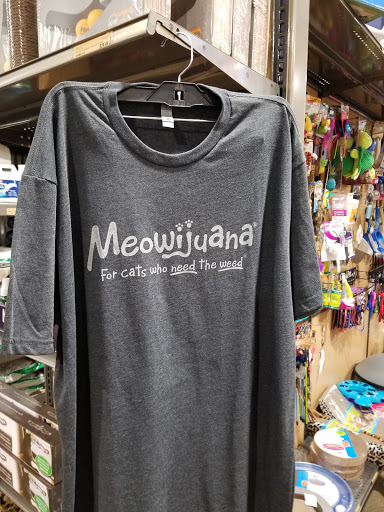 Meowijuana®
For cats who need the weed